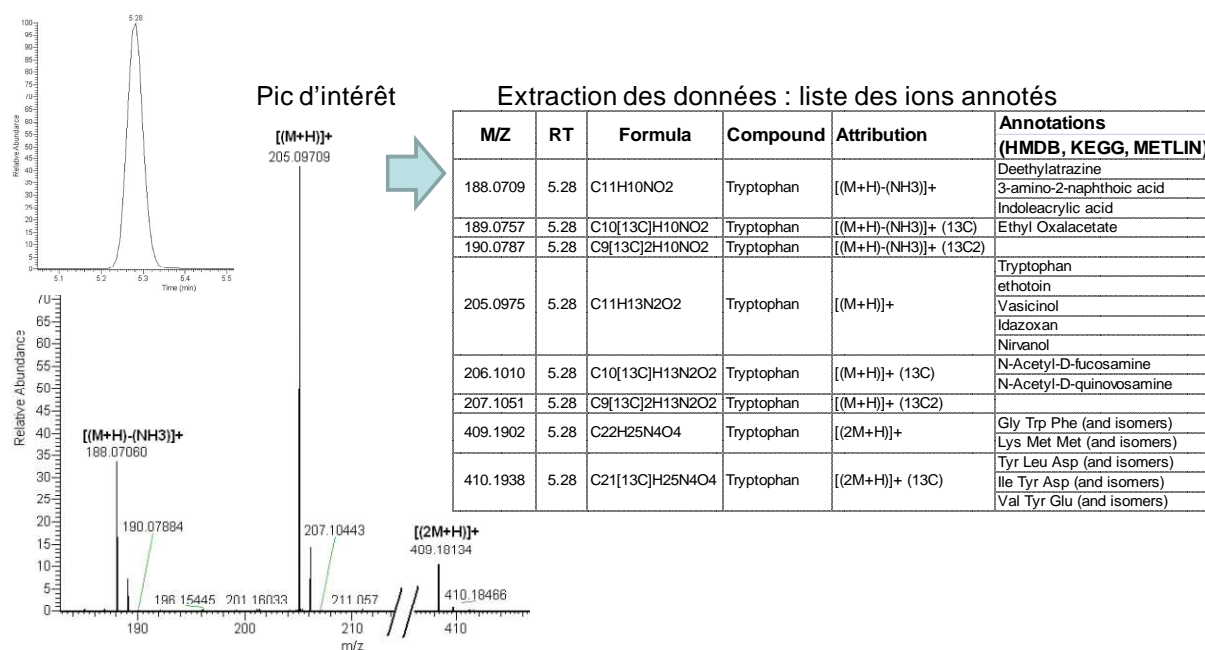 5.28
100
95
90
85
80
75
70
65
60
55
50
45
40
35
30
25
20
15
10
5
0
Relative Abundance
5.1 5.2 5.3 5.4 5.5
Time (min)
Pic d'intérêt
Extraction des données : liste des ions annotés
M/Z RT Formula Compound Attribution Annotations
(HMDB, KEGG, METLIN)
188.0709 5.28 C11H10NO2 Tryptophan [(M+H)-(NH3)]+ Deethylatrazine
3-amino-2-naphthoic acid
Indoleacrylic acid
189.0757 5.28 C10[13C]H10NO2 Tryptophan [(M+H)-(NH3)]+ (13C) Ethyl Oxalacetate
190.0787 5.28 C9[13C]2H10NO2 Tryptophan [(M+H)-(NH3)]+ (13C2)
205.0975 5.28 C11H13N2O2 Tryptophan [(M+H)]+ Tryptophan
ethotoin
Vasicinol
Idazoxan
Nirvanol
206.1010 5.28 C10[13C]H13N2O2 Tryptophan [(M+H)]+ (13C) N-Acetyl-D-fucosamine
N-Acetyl-D-quinovosamine
207.1051 5.28 C9[13C]2H13N2O2 Tryptophan [(M+H)]+ (13C2)
409.1902 5.28 C22H25N4O4 Tryptophan [(2M+H)]+ Gly Trp Phe (and isomers)
Lys Met Met (and isomers)
410.1938 5.28 C21[13C]H25N4O4 Tryptophan [(2M+H)]+ (13C) Tyr Leu Asp (and isomers)
Ile Tyr Asp (and isomers)
Val Tyr Glu (and isomers)
[(M+H)]+
205.09709
70
65
60
55
50
45
40
35
30
25
20
15
10
5
0
Relative Abundance
[(M+H)-(NH3)]+
188.07060
190.07884
196.15445
201.16033
207.10443
211.057
[(2M+H)]+
409.18134
410.18466
190 200 210 410
m/z